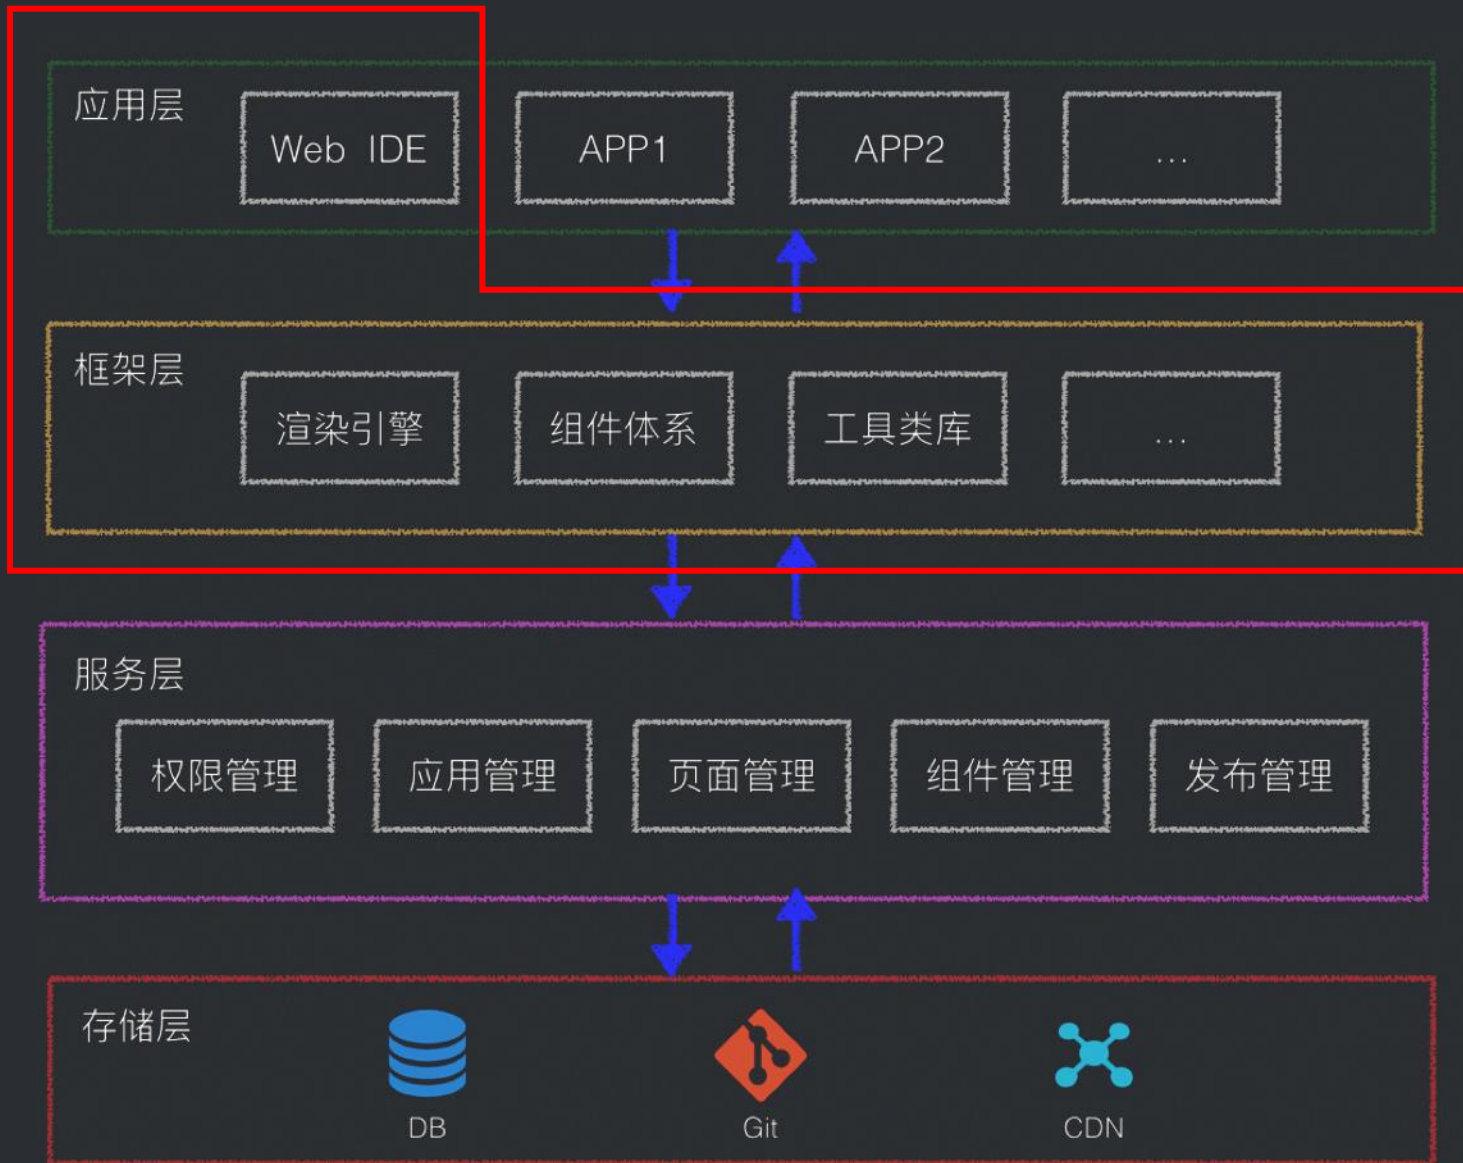 应用层
Web IDE
APP1
APP2
...
框架层
渲染引擎
组件体系
工具类库
...
服务层
权限管理
应用管理
页面管理
组件管理
发布管理
存储层
DB
Git
CDN